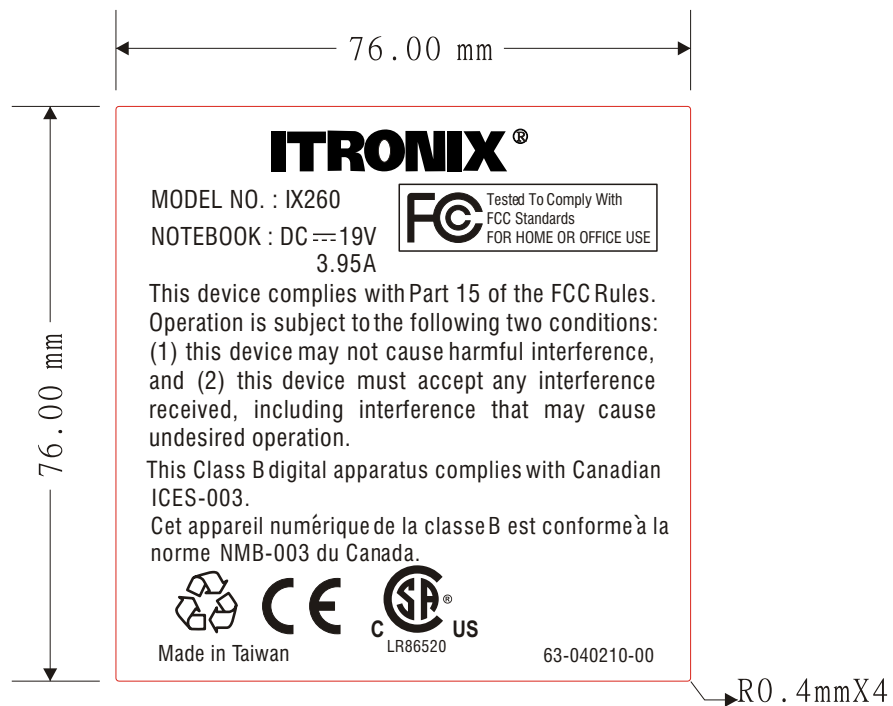 76.00 mm
76.00 mm
ITRONIX ®
MODEL NO. : IX260
NOTEBOOK : DC ⎓ 19V
3.95A
FC Tested To Comply With
FCC Standards
FOR HOME OR OFFICE USE
This device complies with Part 15 of the FCC Rules.
Operation is subject to the following two conditions:
(1) this device may not cause harmful interference,
and (2) this device must accept any interference
received, including interference that may cause
undesired operation.
This Class B digital apparatus complies with Canadian
ICES-003.
Cet appareil numérique de la classe B est conforme à la
norme NMB-003 du Canada.
CE
C SA ® US
LR86520
Made in Taiwan
63-040210-00
R0.4mmX4